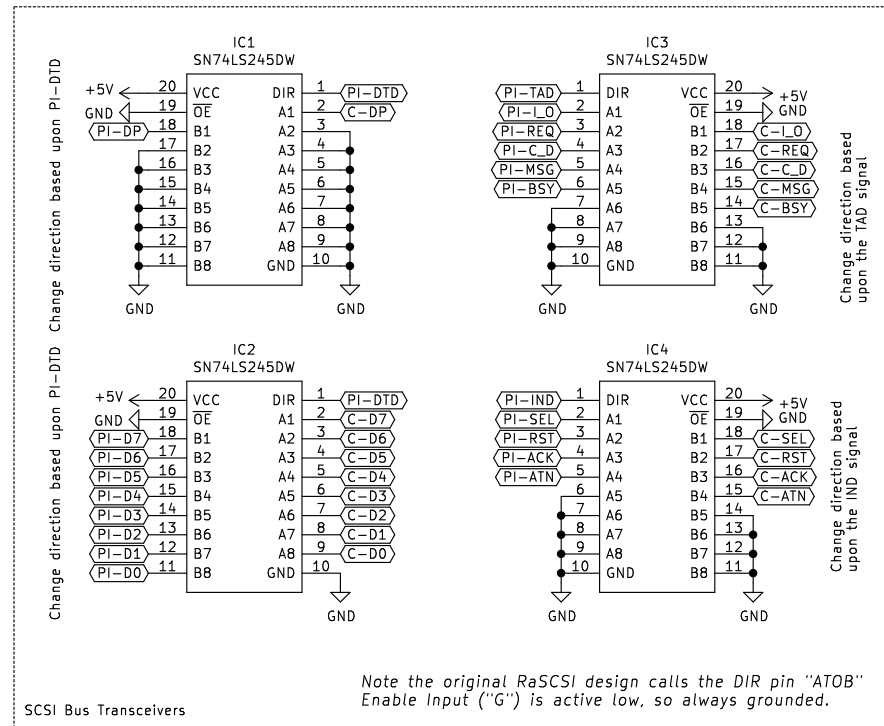 IC1
SN74LS245DW
Change direction based upon PI-DTD
+5V 20 VCC DIR 1 PI-DTD
GND 19 OE A1 2 C-DP
PI-DP 18 B1 A2 3
17 B2 A3 4
16 B3 A4 5
15 B4 A5 6
14 B5 A6 7
13 B6 A7 8
12 B7 A8 9
11 B8 GND 10
GND GND
IC3
SN74LS245DW
PI-TAD 1 DIR VCC 20 +5V
PI-I_O 2 A1 OE 19 GND
PI-REQ 3 A2 B1 18 C-I_O
PI-C_D 4 A3 B2 17 C-REQ
PI-MSG 5 A4 B3 16 C-C_D
PI-BSY 6 A5 B4 15 C-MSG
7 A6 B5 14 C-BSY
8 A7 B6 13
9 A8 B7 12
10 GND B8 11
GND GND
Change direction based
upon the TAD signal
IC2
SN74LS245DW
Change direction based upon PI-DTD
+5V 20 VCC DIR 1 PI-DTD
GND 19 OE A1 2 C-D7
PI-D7 18 B1 A2 3 C-D6
PI-D6 17 B2 A3 4 C-D5
PI-D5 16 B3 A4 5 C-D4
PI-D4 15 B4 A5 6 C-D3
PI-D3 14 B5 A6 7 C-D2
PI-D2 13 B6 A7 8 C-D1
PI-D1 12 B7 A8 9 C-D0
PI-D0 11 B8 GND 10
GND
IC4
SN74LS245DW
PI-IND 1 DIR VCC 20 +5V
PI-SEL 2 A1 OE 19 GND
PI-RST 3 A2 B1 18 C-SEL
PI-ACK 4 A3 B2 17 C-RST
PI-ATN 5 A4 B3 16 C-ACK
6 A5 B4 15 C-ATN
7 A6 B5 14
8 A7 B6 13
9 A8 B7 12
10 GND B8 11
GND GND
Change direction based
upon the IND signal
Note the original RaSCSI design calls the DIR pin "ATOB"
Enable Input ("G") is active low, so always grounded.
SCSI Bus Transceivers